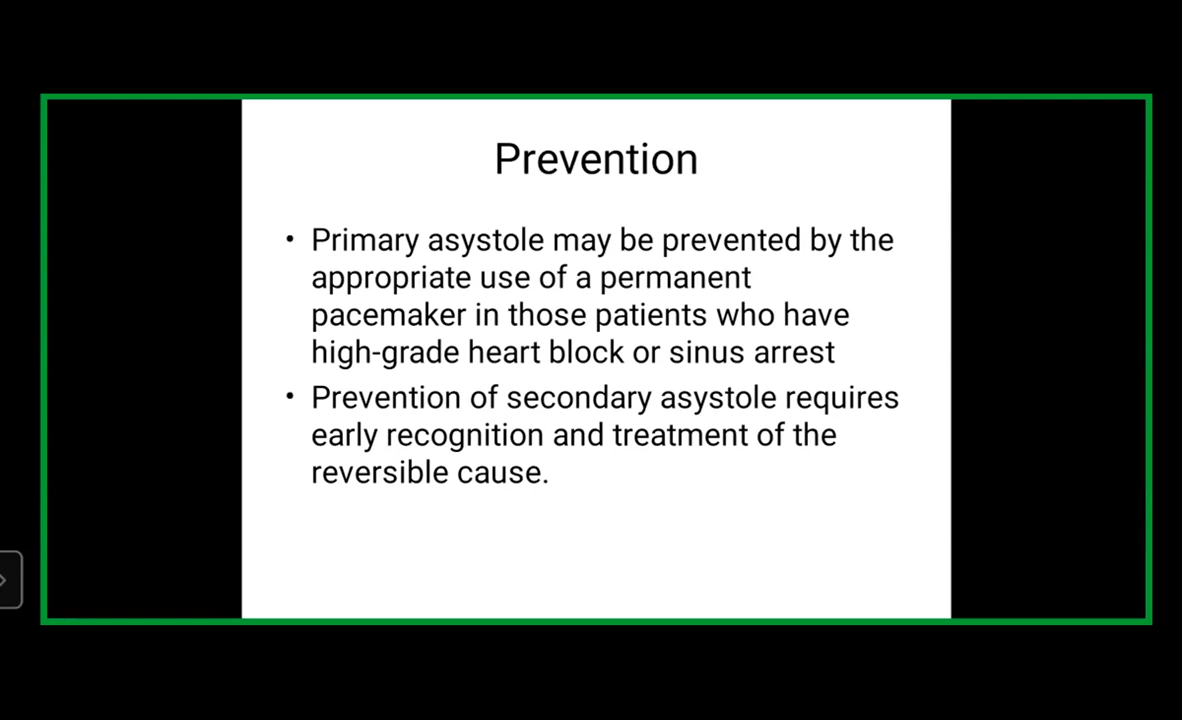 Prevention
• Primary asystole may be prevented by the
appropriate use of a permanent
pacemaker in those patients who have
high-grade heart block or sinus arrest
• Prevention of secondary asystole requires
early recognition and treatment of the
reversible cause.